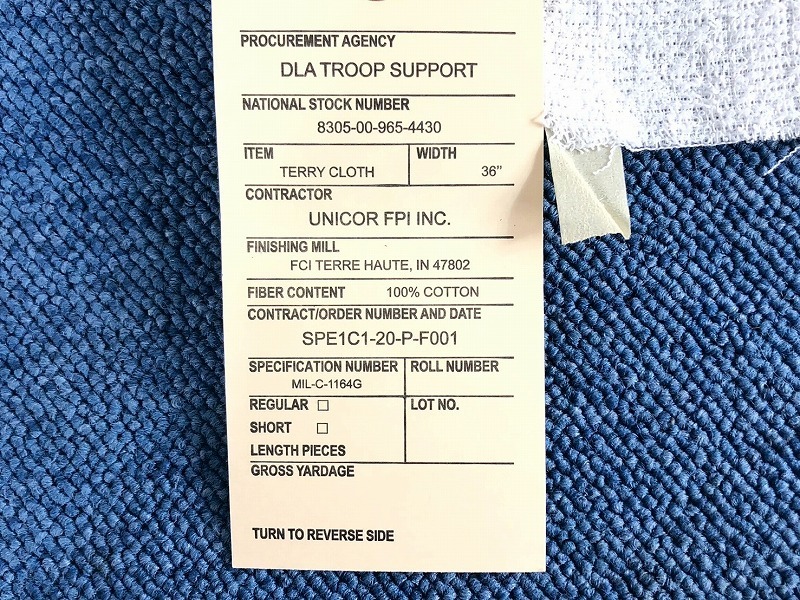 PROCUREMENT AGENCY
DLA TROOP SUPPORT
NATIONAL STOCK NUMBER
8305-00-965-4430
ITEM WIDTH
TERRY CLOTH 36"
CONTRACTOR
UNICOR FPI INC.
FINISHING MILL
FCI TERRE HAUTE, IN 47802
FIBER CONTENT 100% COTTON
CONTRACT/ORDER NUMBER AND DATE
SPE1C1-20-P-F001
SPECIFICATION NUMBER ROLL NUMBER
MIL-C-1164G
REGULAR □ LOT NO.
SHORT □
LENGTH PIECES
GROSS YARDAGE
TURN TO REVERSE SIDE